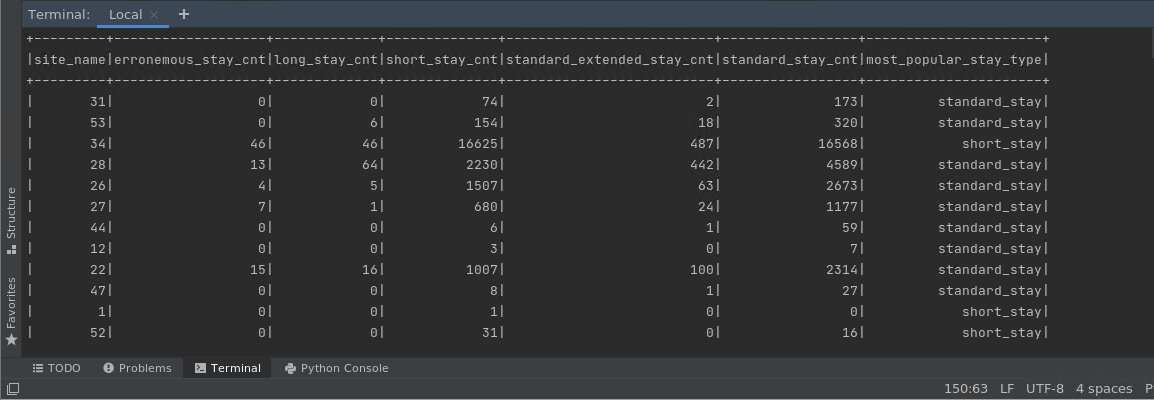 Terminal: Local × +
+---------+-------------------+-------------+--------------+--------------------------+-----------------+----------------------+
|site_name|erronemous_stay_cnt|long_stay_cnt|short_stay_cnt|standard_extended_stay_cnt|standard_stay_cnt|most_popular_stay_type|
+---------+-------------------+-------------+--------------+--------------------------+-----------------+----------------------+
|       31|                  0|            0|            74|                         2|              173|         standard_stay|
|       53|                  0|            6|           154|                        18|              320|         standard_stay|
|       34|                 46|           46|         16625|                       487|            16568|            short_stay|
|       28|                 13|           64|          2230|                       442|             4589|         standard_stay|
|       26|                  4|            5|          1507|                        63|             2673|         standard_stay|
|       27|                  7|            1|           680|                        24|             1177|         standard_stay|
|       44|                  0|            0|             6|                         1|               59|         standard_stay|
|       12|                  0|            0|             3|                         0|                7|         standard_stay|
|       22|                 15|           16|          1007|                       100|             2314|         standard_stay|
|       47|                  0|            0|             8|                         1|               27|         standard_stay|
|        1|                  0|            0|             1|                         0|                0|            short_stay|
|       52|                  0|            0|            31|                         0|               16|            short_stay|
Structure
Favorites
TODO Problems Terminal Python Console
150:63 LF UTF-8 4 spaces P